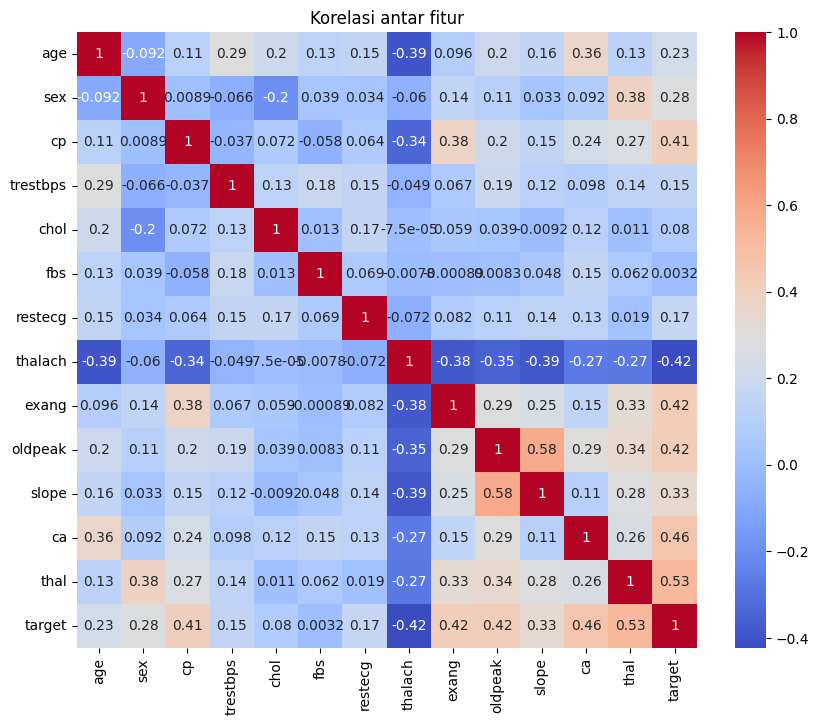 Korelasi antar fitur
age 1 -0.092 0.11 0.29 0.2 0.13 0.15 -0.39 0.096 0.2 0.16 0.36 0.13 0.23
sex -0.092 1 0.0089 -0.066 -0.2 0.039 0.034 -0.06 0.14 0.11 0.033 0.092 0.38 0.28
cp 0.11 0.0089 1 -0.037 0.072 -0.058 0.064 -0.34 0.38 0.2 0.15 0.24 0.27 0.41
trestbps 0.29 -0.066 -0.037 1 0.13 0.18 0.15 -0.049 0.067 0.19 0.12 0.098 0.14 0.15
chol 0.2 -0.2 0.072 0.13 1 0.013 0.17 -7.5e-05 0.059 0.039 -0.0092 0.12 0.011 0.08
fbs 0.13 0.039 -0.058 0.18 0.013 1 0.069 -0.0078 -0.00089 0.0083 0.048 0.15 0.062 0.0032
restecg 0.15 0.034 0.064 0.15 0.17 0.069 1 -0.072 0.082 0.11 0.14 0.13 0.019 0.17
thalach -0.39 -0.06 -0.34 -0.049 -7.5e-05 -0.0078 -0.072 1 -0.38 -0.35 -0.39 -0.27 -0.27 -0.42
exang 0.096 0.14 0.38 0.067 0.059 -0.00089 0.082 -0.38 1 0.29 0.25 0.15 0.33 0.42
oldpeak 0.2 0.11 0.2 0.19 0.039 0.0083 0.11 -0.35 0.29 1 0.58 0.29 0.34 0.42
slope 0.16 0.033 0.15 0.12 -0.0092 0.048 0.14 -0.39 0.25 0.58 1 0.11 0.28 0.33
ca 0.36 0.092 0.24 0.098 0.12 0.15 0.13 -0.27 0.15 0.29 0.11 1 0.26 0.46
thal 0.13 0.38 0.27 0.14 0.011 0.062 0.019 -0.27 0.33 0.34 0.28 0.26 1 0.53
target 0.23 0.28 0.41 0.15 0.08 0.0032 0.17 -0.42 0.42 0.42 0.33 0.46 0.53 1
age sex cp trestbps chol fbs restecg thalach exang oldpeak slope ca thal target
1.0
0.8
0.6
0.4
0.2
0.0
−0.2
−0.4